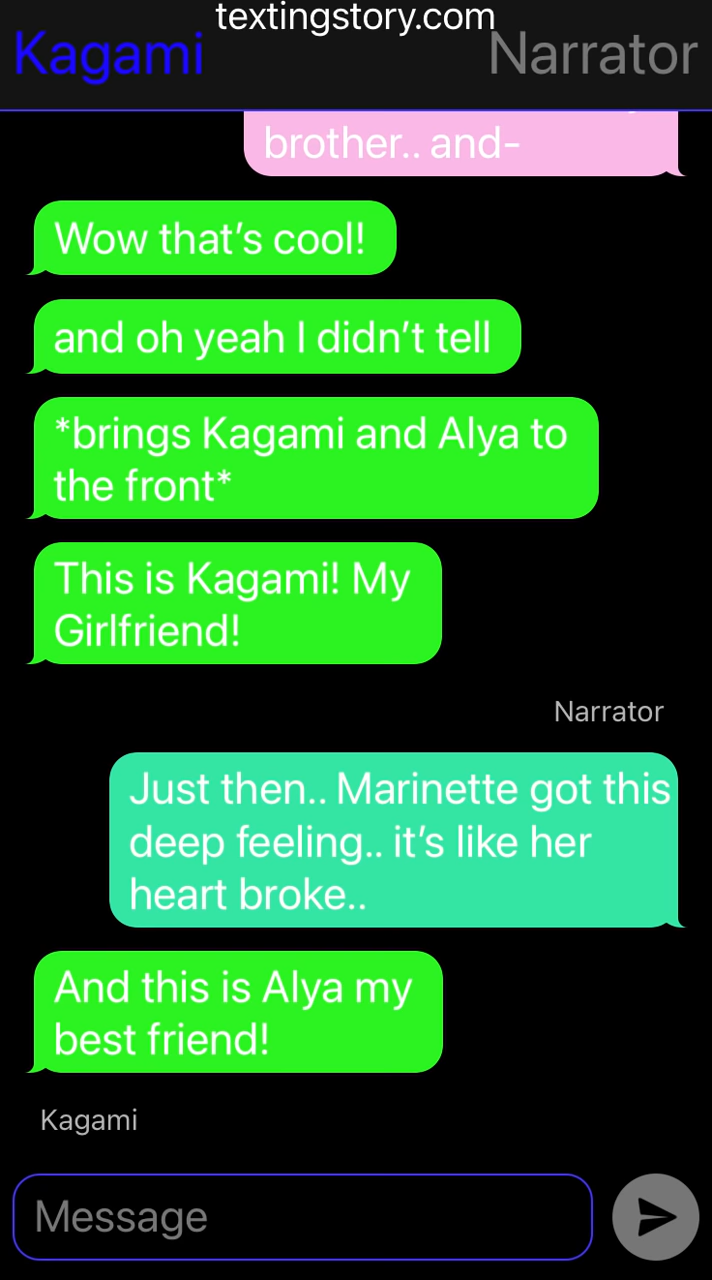 textingstory.com
Kagami
Narrator
brother.. and-
Wow that’s cool!
and oh yeah I didn’t tell
*brings Kagami and Alya to
the front*
This is Kagami! My
Girlfriend!
Narrator
Just then.. Marinette got this
deep feeling.. it’s like her
heart broke..
And this is Alya my
best friend!
Kagami
Message